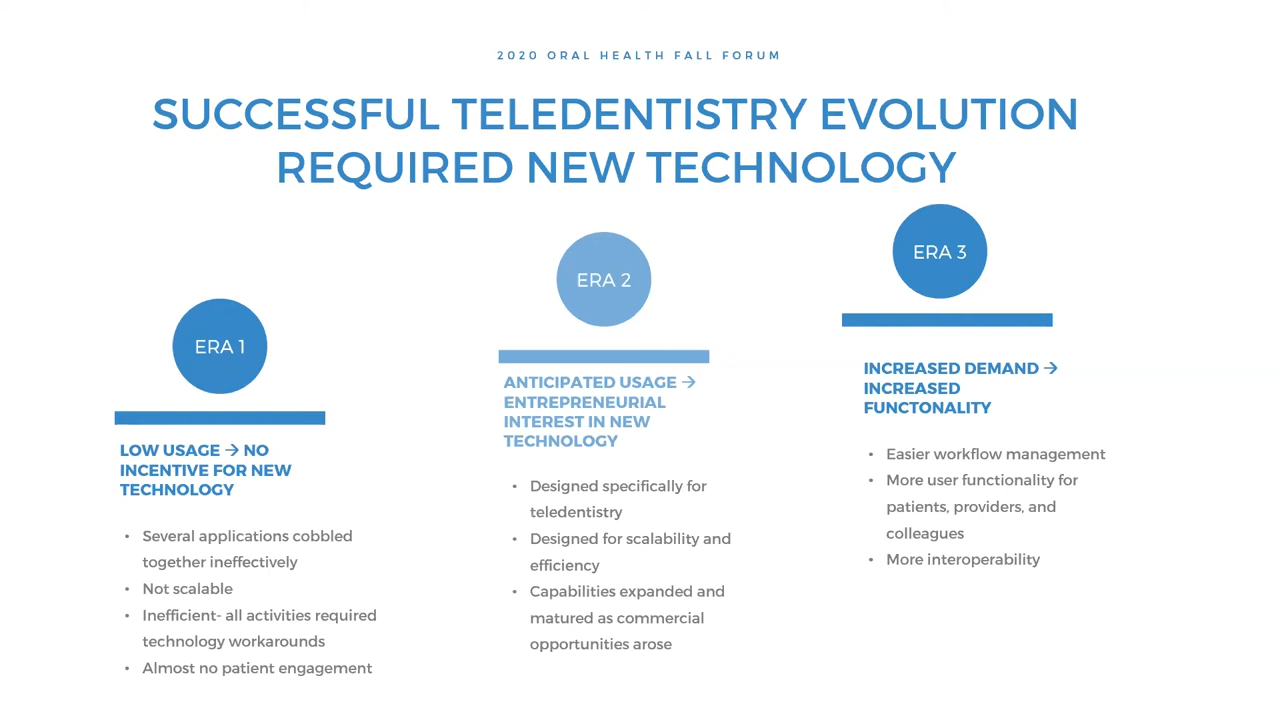 2020 ORAL HEALTH FALL FORUM
SUCCESSFUL TELEDENTISTRY EVOLUTION
REQUIRED NEW TECHNOLOGY
ERA 1
LOW USAGE → NO
INCENTIVE FOR NEW
TECHNOLOGY
• Several applications cobbled
together ineffectively
• Not scalable
• Inefficient- all activities required
technology workarounds
• Almost no patient engagement
ERA 2
ANTICIPATED USAGE →
ENTREPRENEURIAL
INTEREST IN NEW
TECHNOLOGY
• Designed specifically for
teledentistry
• Designed for scalability and
efficiency
• Capabilities expanded and
matured as commercial
opportunities arose
ERA 3
INCREASED DEMAND →
INCREASED
FUNCTONALITY
• Easier workflow management
• More user functionality for
patients, providers, and
colleagues
• More interoperability